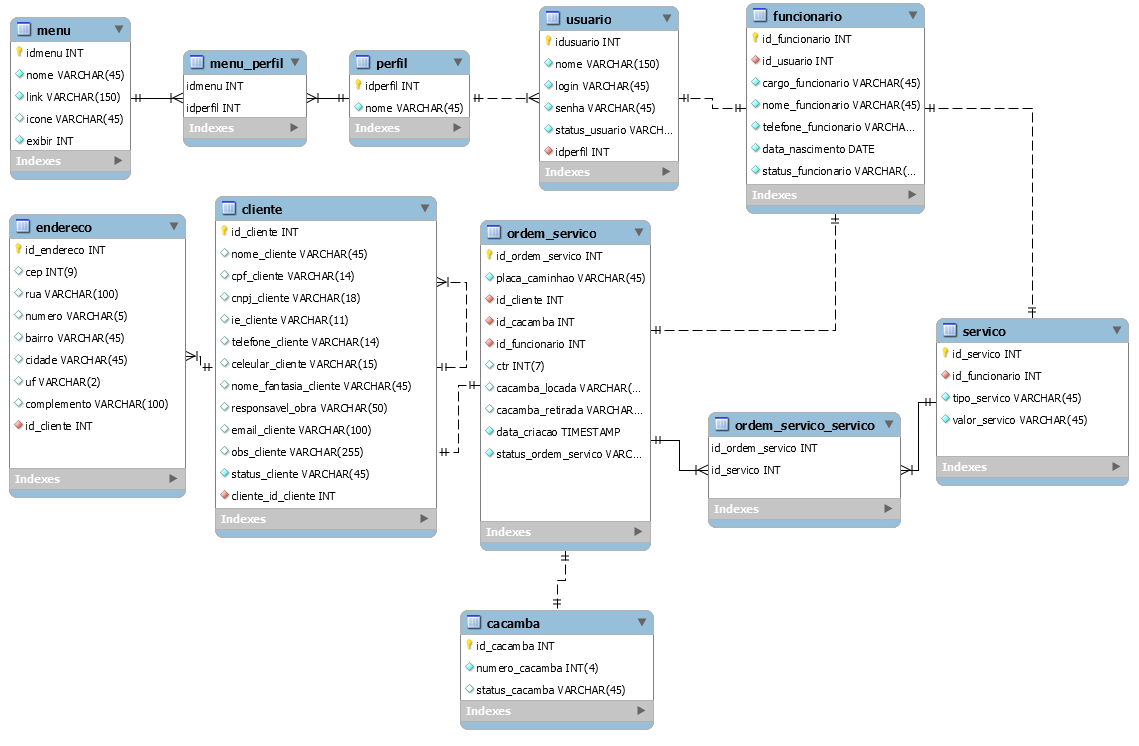 menu
idmenu INT
nome VARCHAR(45)
link VARCHAR(150)
icone VARCHAR(45)
exibir INT
Indexes
menu_perfil
idmenu INT
idperfil INT
Indexes
perfil
idperfil INT
nome VARCHAR(45)
Indexes
usuario
idusuario INT
nome VARCHAR(150)
login VARCHAR(45)
senha VARCHAR(45)
status_usuario VARCH...
idperfil INT
Indexes
funcionario
id_funcionario INT
id_usuario INT
cargo_funcionario VARCHAR(45)
nome_funcionario VARCHAR(45)
telefone_funcionario VARCHA...
data_nascimento DATE
status_funcionario VARCHAR(...
Indexes
endereco
id_endereco INT
cep INT(9)
rua VARCHAR(100)
numero VARCHAR(5)
bairro VARCHAR(45)
cidade VARCHAR(45)
uf VARCHAR(2)
complemento VARCHAR(100)
id_cliente INT
Indexes
cliente
id_cliente INT
nome_cliente VARCHAR(45)
cpf_cliente VARCHAR(14)
cnpj_cliente VARCHAR(18)
ie_cliente VARCHAR(11)
telefone_cliente VARCHAR(14)
celeular_cliente VARCHAR(15)
nome_fantasia_cliente VARCHAR(45)
responsavel_obra VARCHAR(50)
email_cliente VARCHAR(100)
obs_cliente VARCHAR(255)
status_cliente VARCHAR(45)
cliente_id_cliente INT
Indexes
ordem_servico
id_ordem_servico INT
placa_caminhao VARCHAR(45)
id_cliente INT
id_cacamba INT
id_funcionario INT
ctr INT(7)
cacamba_locada VARCHAR(...
cacamba_retirada VARCHAR...
data_criacao TIMESTAMP
status_ordem_servico VARC...
Indexes
servico
id_servico INT
id_funcionario INT
tipo_servico VARCHAR(45)
valor_servico VARCHAR(45)
Indexes
ordem_servico_servico
id_ordem_servico INT
id_servico INT
Indexes
cacamba
id_cacamba INT
numero_cacamba INT(4)
status_cacamba VARCHAR(45)
Indexes